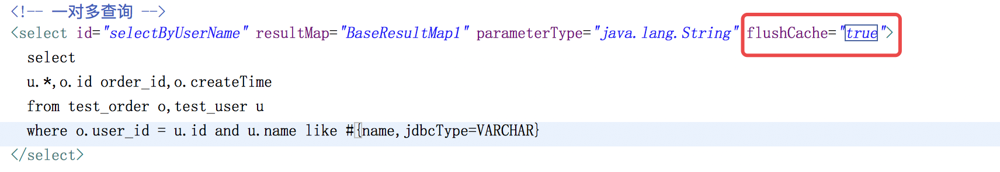 <!-- 一对多查询 -->
<select id="selectByUserName" resultMap="BaseResultMap1" parameterType="java.lang.String" flushCache="true">
select
u.*,o.id order_id,o.createTime
from test_order o,test_user u
where o.user_id = u.id and u.name like #{name,jdbcType=VARCHAR}
</select>